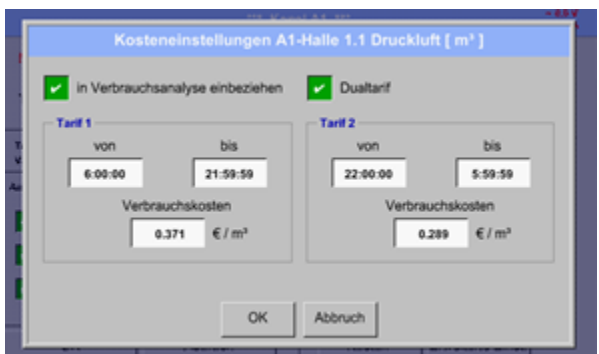 Kosteneinstellungen A1-Halle 1.1 Druckluft [ m³ ]
in Verbrauchsanalyse einbeziehen Dualtarif
Tarif 1 Tarif 2
von bis von bis
6:00:00 21:59:59 22:00:00 5:59:59
Verbrauchskosten Verbrauchskosten
0.371 € / m³ 0.289 € / m³
OK Abbruch